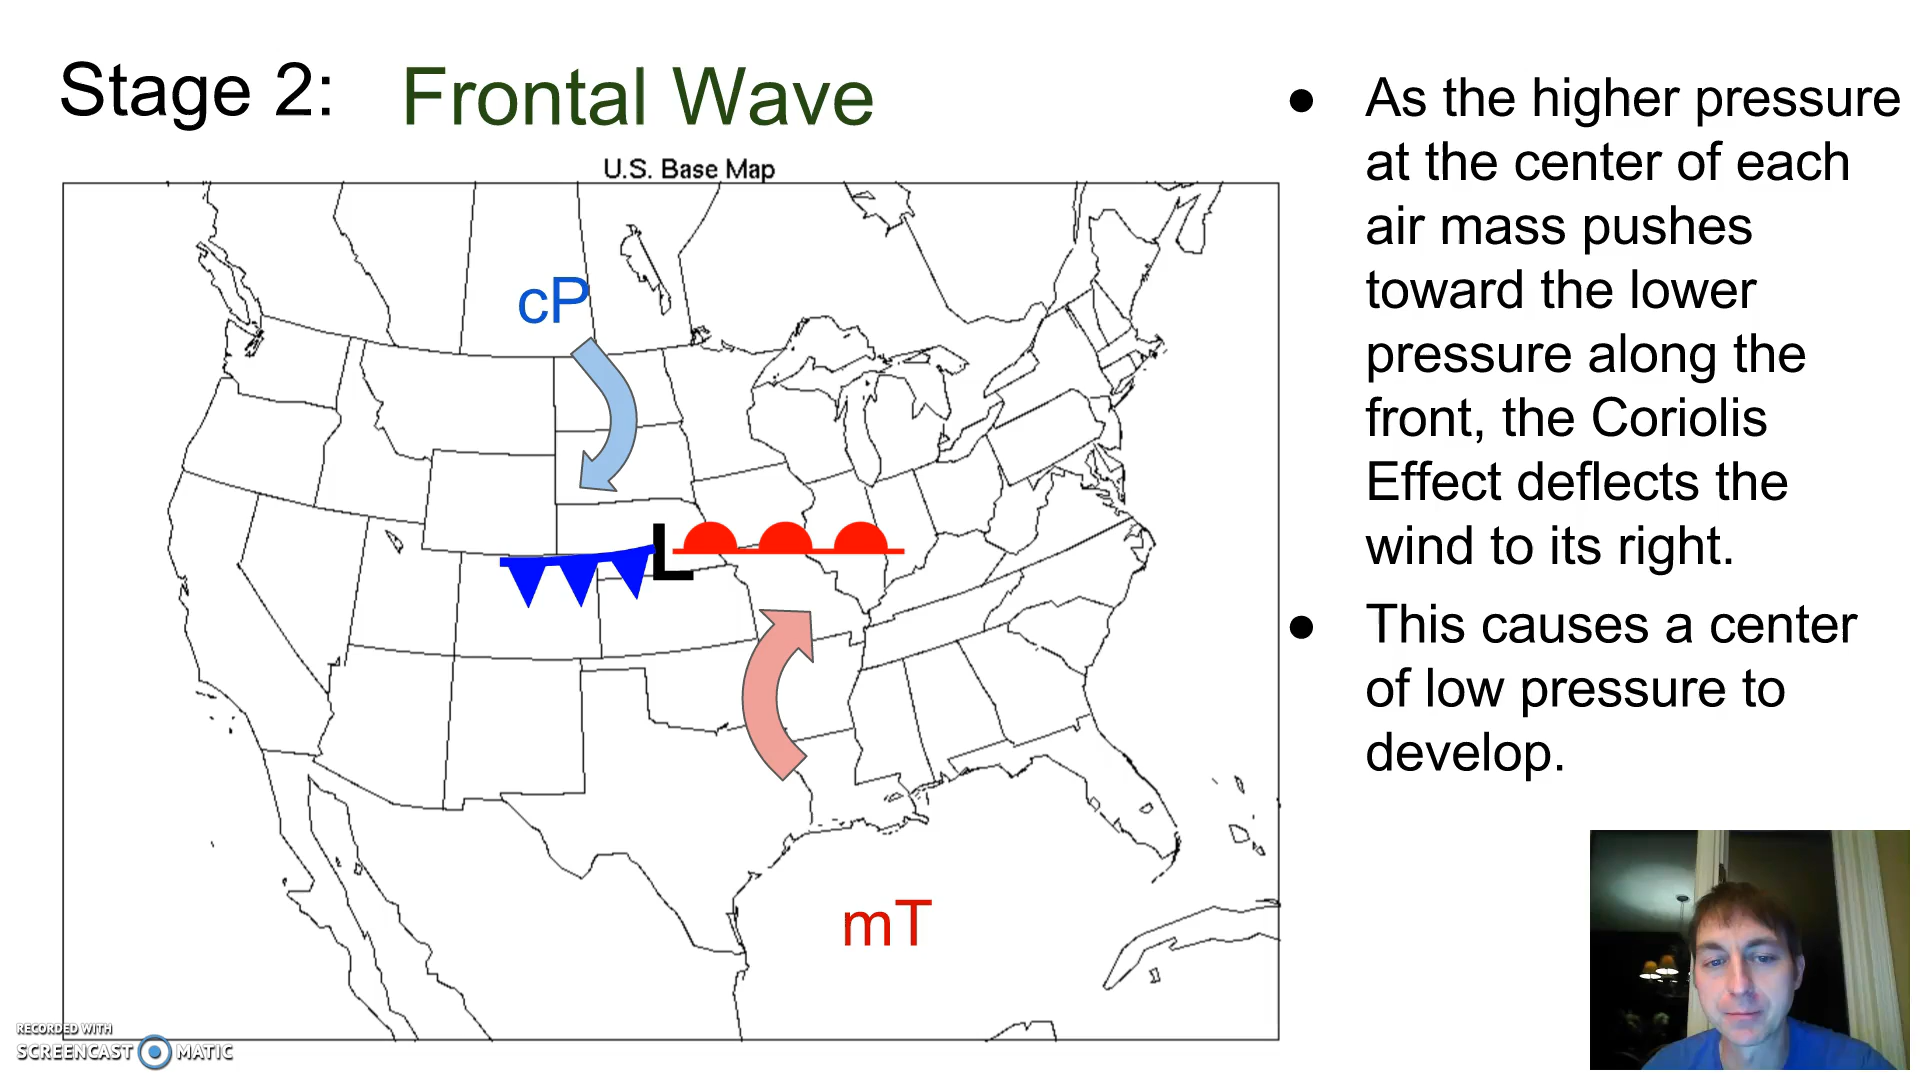 Stage 2: Frontal Wave
U.S. Base Map
cP
L
mT
● As the higher pressure
at the center of each
air mass pushes
toward the lower
pressure along the
front, the Coriolis
Effect deflects the
wind to its right.
● This causes a center
of low pressure to
develop.
RECORDED WITH
SCREENCAST MATIC